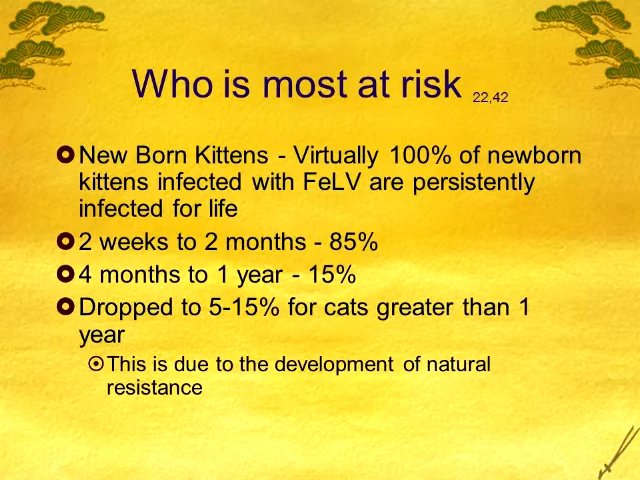 Who is most at risk 22,42
New Born Kittens - Virtually 100% of newborn
kittens infected with FeLV are persistently
infected for life
2 weeks to 2 months - 85%
4 months to 1 year - 15%
Dropped to 5-15% for cats greater than 1
year
This is due to the development of natural
resistance